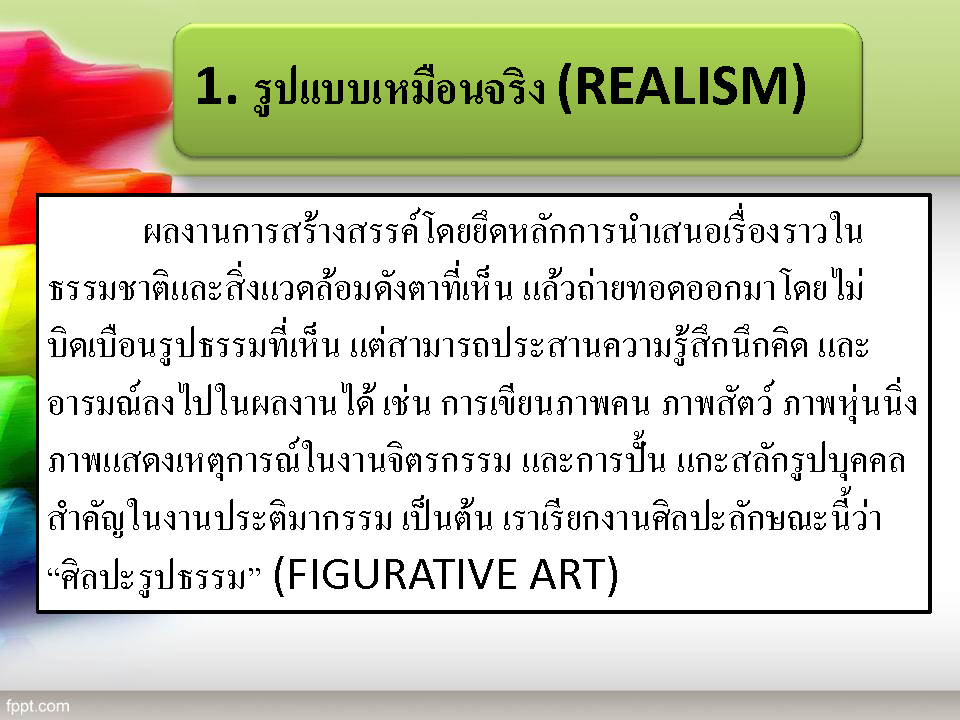 1. รูปแบบเหมือนจริง (REALISM)
ผลงานการสร้างสรรค์โดยยึดหลักการนำเสนอเรื่องราวใน
ธรรมชาติและสิ่งแวดล้อมดังตาที่เห็น แล้วถ่ายทอดออกมาโดยไม่
บิดเบือนรูปธรรมที่เห็น แต่สามารถประสานความรู้สึกนึกคิด และ
อารมณ์ลงไปในผลงานได้ เช่น การเขียนภาพคน ภาพสัตว์ ภาพหุ่นนิ่ง
ภาพแสดงเหตุการณ์ในงานจิตรกรรม และการปั้น แกะสลักรูปบุคคล
สำคัญในงานประติมากรรม เป็นต้น เราเรียกงานศิลปะลักษณะนี้ว่า
“ศิลปะรูปธรรม” (FIGURATIVE ART)
fppt.com